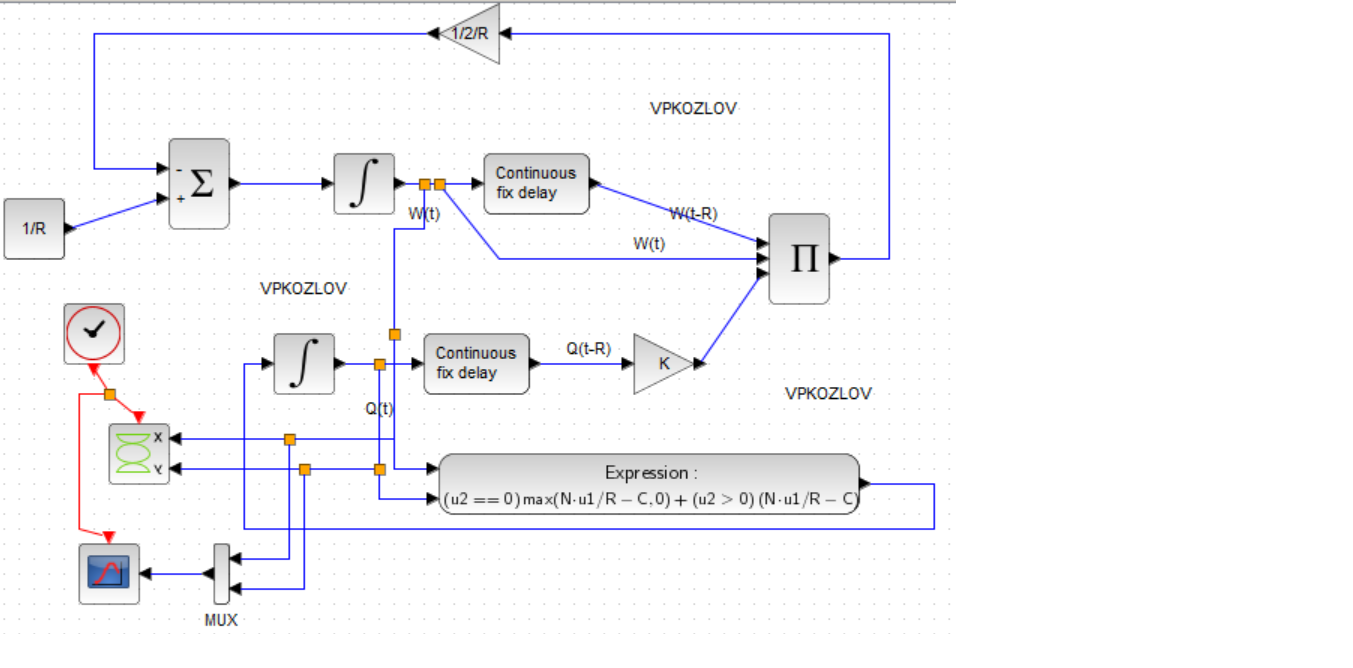 1/2/R
VPKOZLOV
-
+
Σ
∫
Continuous
fix delay
1/R
W(t)
W(t-R)
W(t)
Π
VPKOZLOV
∫
Continuous
fix delay
Q(t-R)
K
VPKOZLOV
Q(t)
X
Y
Expression :
(u2 == 0) max(N·u1/R − C, 0) + (u2 > 0) (N·u1/R − C)
MUX